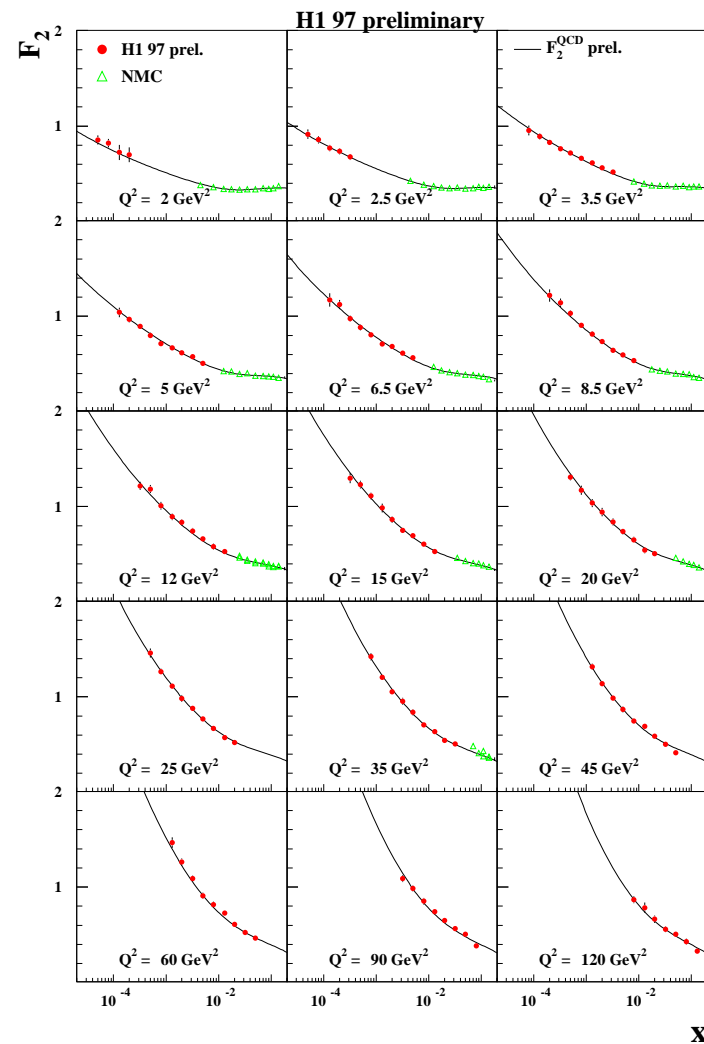 H1 97 preliminary
F₂
2
H1 97 prel.
NMC
F₂^QCD prel.
1
Q² = 2 GeV²
Q² = 2.5 GeV²
Q² = 3.5 GeV²
2
1
Q² = 5 GeV²
Q² = 6.5 GeV²
Q² = 8.5 GeV²
2
1
Q² = 12 GeV²
Q² = 15 GeV²
Q² = 20 GeV²
2
1
Q² = 25 GeV²
Q² = 35 GeV²
Q² = 45 GeV²
2
1
Q² = 60 GeV²
Q² = 90 GeV²
Q² = 120 GeV²
10⁻⁴ 10⁻² 10⁻⁴ 10⁻² 10⁻⁴ 10⁻²
x